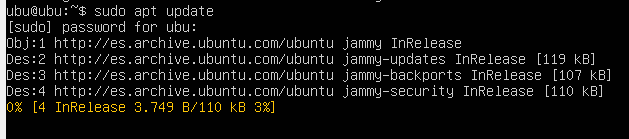 ubu@ubu:~$ sudo apt update
[sudo] password for ubu:
Obj:1 http://es.archive.ubuntu.com/ubuntu jammy InRelease
Des:2 http://es.archive.ubuntu.com/ubuntu jammy-updates InRelease [119 kB]
Des:3 http://es.archive.ubuntu.com/ubuntu jammy-backports InRelease [107 kB]
Des:4 http://es.archive.ubuntu.com/ubuntu jammy-security InRelease [110 kB]
0% [4 InRelease 3.749 B/110 kB 3%]